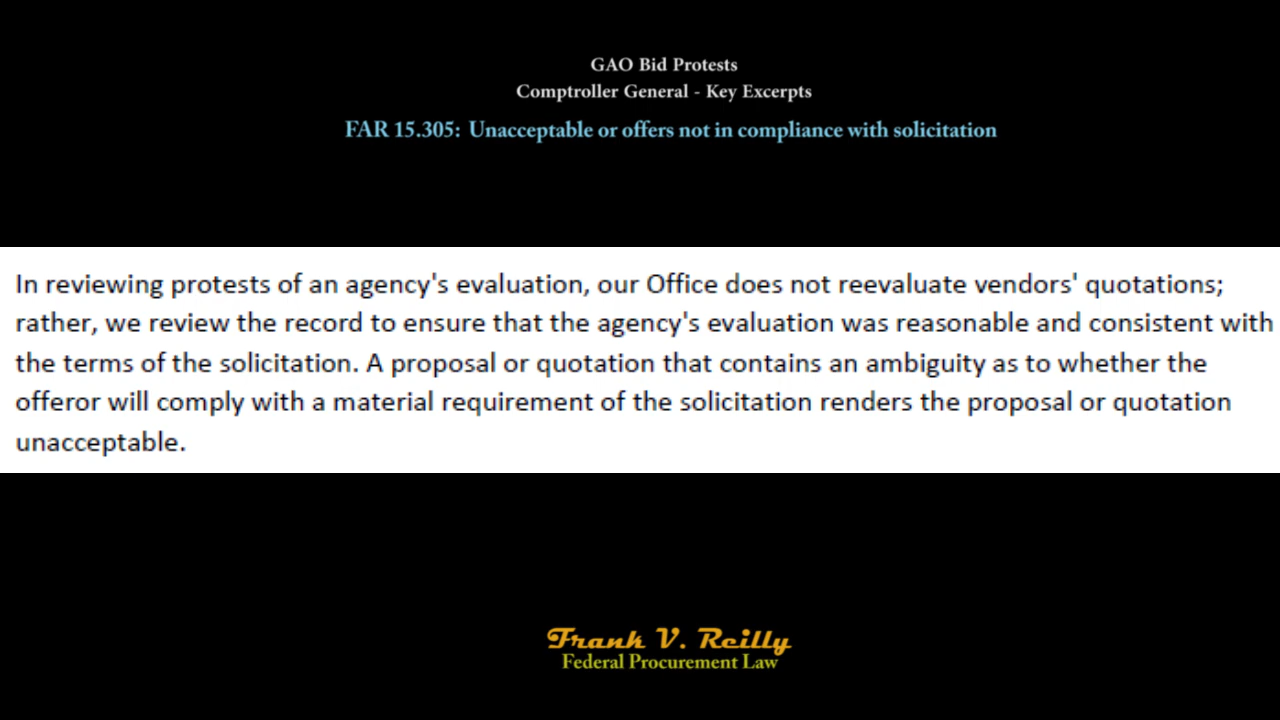 GAO Bid Protests
Comptroller General - Key Excerpts
FAR 15.305: Unacceptable or offers not in compliance with solicitation
In reviewing protests of an agency's evaluation, our Office does not reevaluate vendors' quotations;
rather, we review the record to ensure that the agency's evaluation was reasonable and consistent with
the terms of the solicitation. A proposal or quotation that contains an ambiguity as to whether the
offeror will comply with a material requirement of the solicitation renders the proposal or quotation
unacceptable.
Frank V. Reilly
Federal Procurement Law